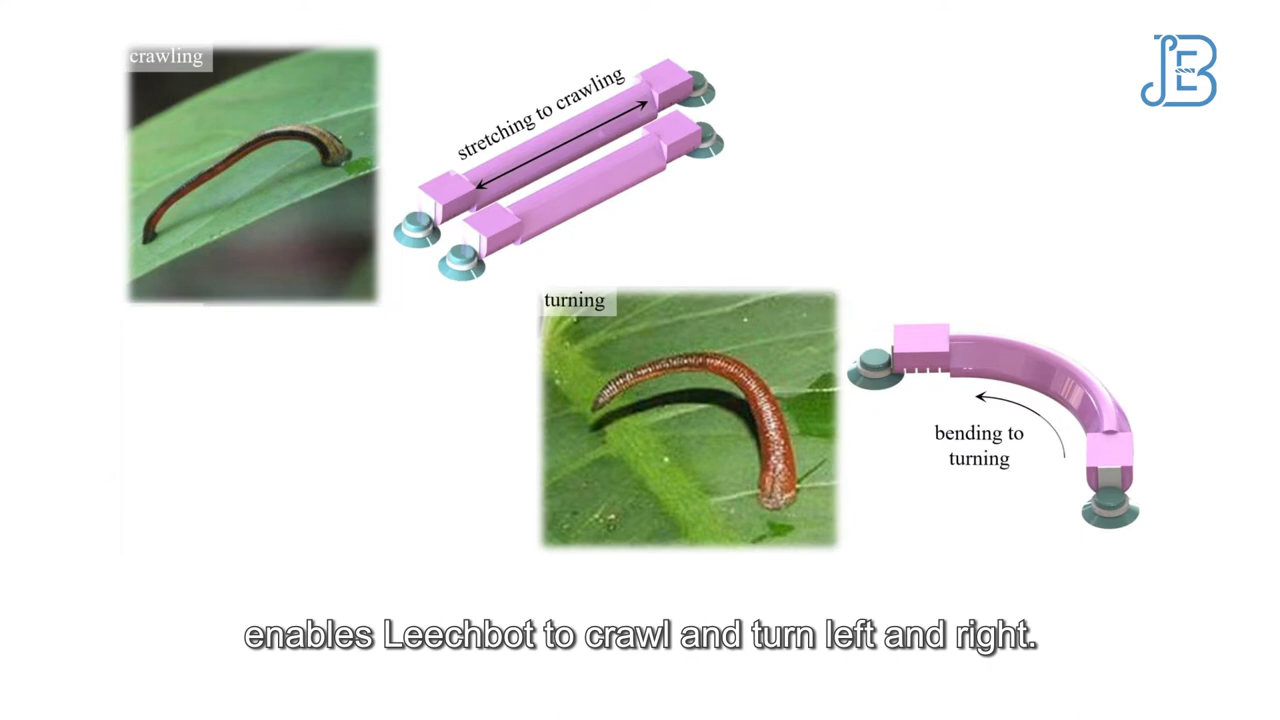 crawling
stretching to crawling
turning
bending to
turning
enables Leechbot to crawl and turn left and right.